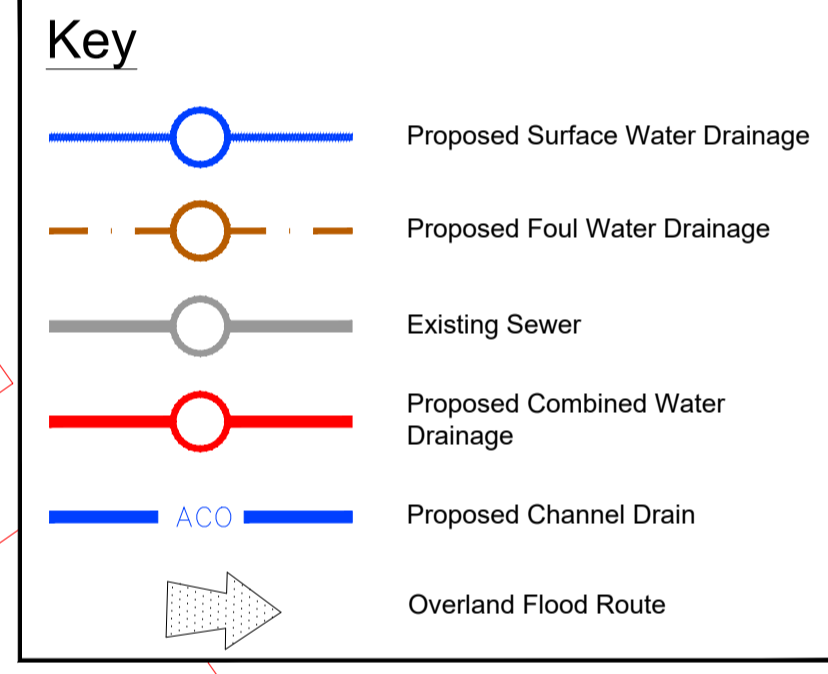 Key
Proposed Surface Water Drainage
Proposed Foul Water Drainage
Existing Sewer
Proposed Combined Water
Drainage
ACO
Proposed Channel Drain
Overland Flood Route